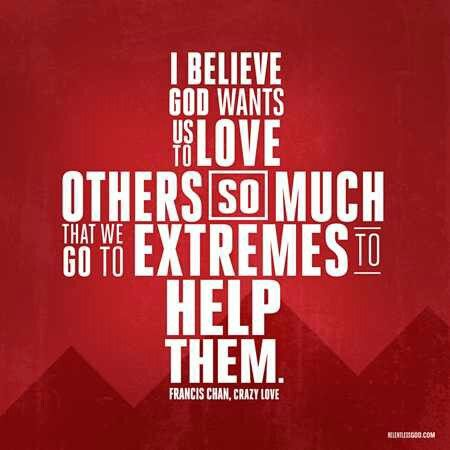 I BELIEVE
GOD WANTS
US TO LOVE
OTHERS SO MUCH
THAT WE GO TO EXTREMES TO
HELP
THEM.
FRANCIS CHAN, CRAZY LOVE
RELENTLESSGOD.COM